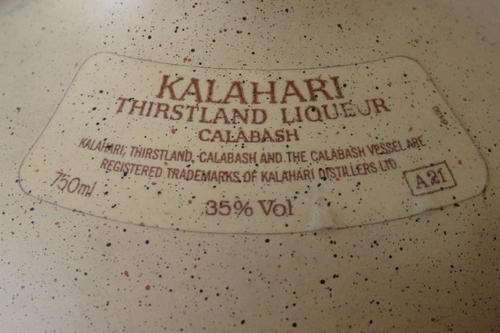 KALAHARI
THIRSTLAND LIQUEUR
CALABASH
KALAHARI, THIRSTLAND, CALABASH AND THE CALABASH VESSEL ARE
REGISTERED TRADEMARKS OF KALAHARI DISTILLERS LTD.
750ml
A21
35% Vol